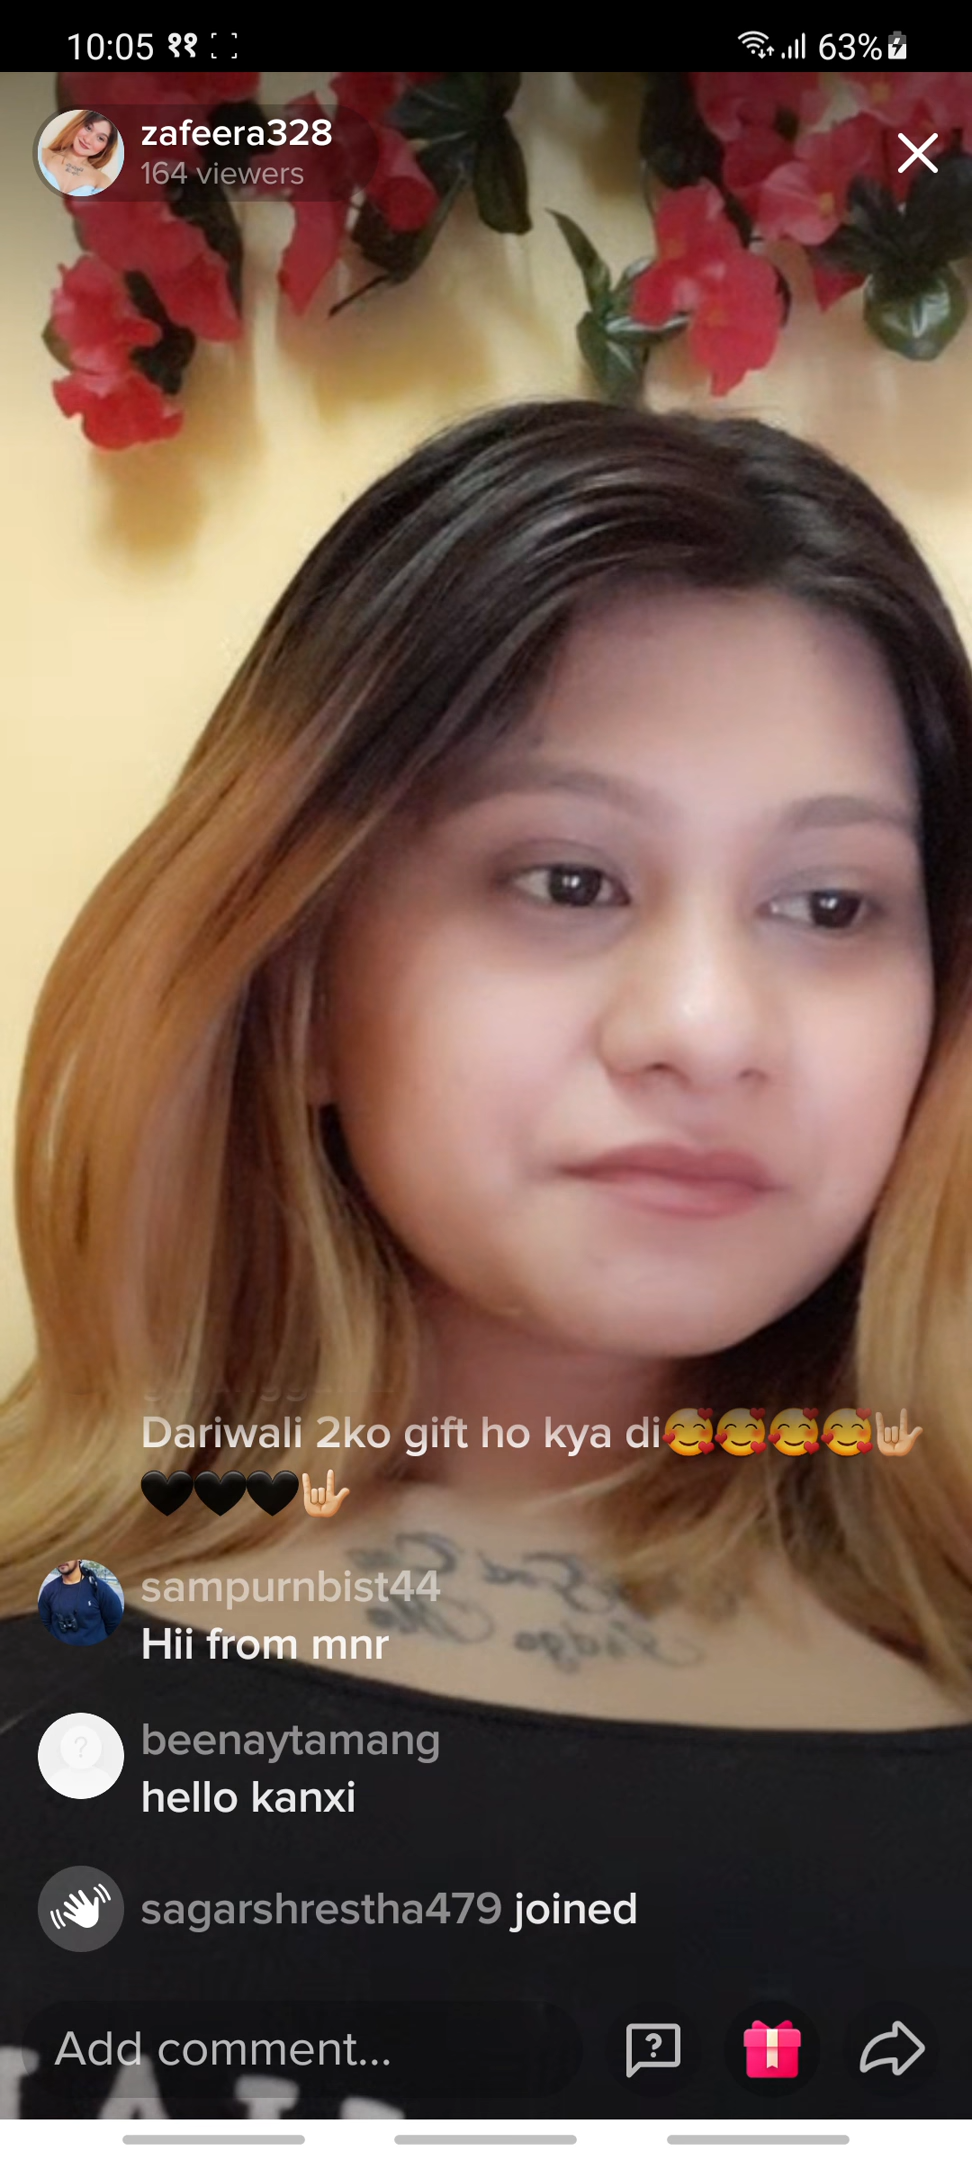 10:05 ११ 63%
zafeera328
164 viewers
Dariwali 2ko gift ho kya di🥰🥰🥰🥰🤟🏼
🖤🖤🖤🤟🏼
sampurnbist44
Hii from mnr
beenaytamang
hello kanxi
sagarshrestha479 joined
Add comment...